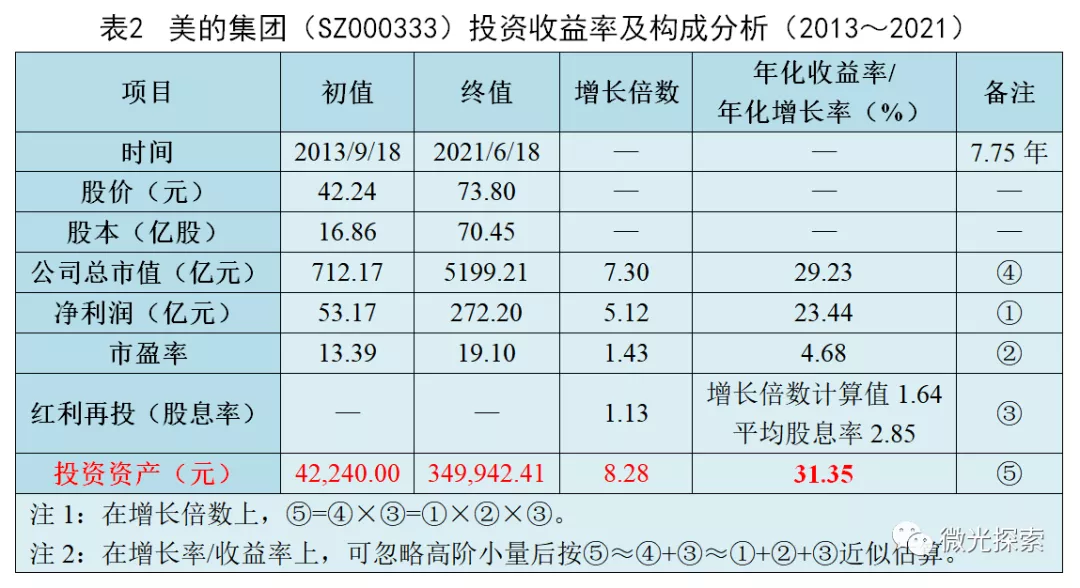 表2 美的集团（SZ000333）投资收益率及构成分析（2013～2021）
项目 初值 终值 增长倍数 年化收益率/年化增长率（%） 备注
时间 2013/9/18 2021/6/18 — — 7.75 年
股价（元） 42.24 73.80 — — —
股本（亿股） 16.86 70.45 — — —
公司总市值（亿元） 712.17 5199.21 7.30 29.23 ④
净利润（亿元） 53.17 272.20 5.12 23.44 ①
市盈率 13.39 19.10 1.43 4.68 ②
红利再投（股息率） — — 1.13 增长倍数计算值 1.64 平均股息率 2.85 ③
投资资产（元） 42,240.00 349,942.41 8.28 31.35 ⑤
注 1：在增长倍数上，⑤=④×③=①×②×③。
注 2：在增长率/收益率上，可忽略高阶小量后按⑤≈④+③≈①+②+③近似估算。
微光探索